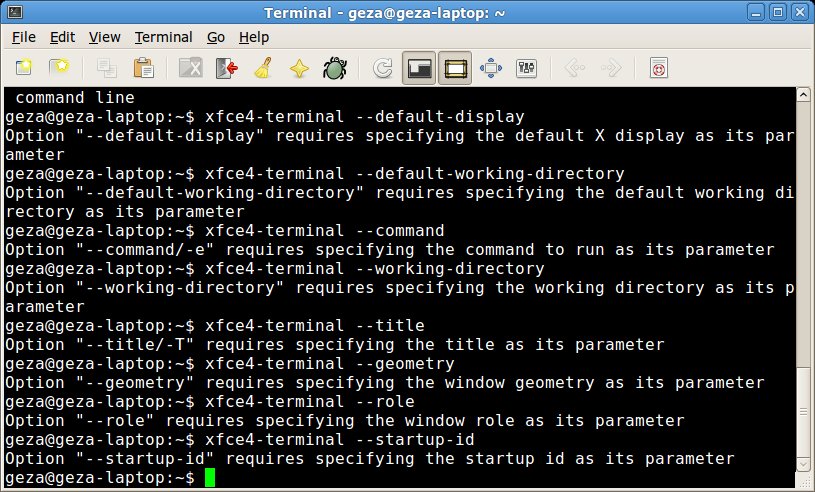 Terminal – geza@geza-laptop: ~
File Edit View Terminal Go Help
command line
geza@geza-laptop:~$ xfce4-terminal --default-display
Option "--default-display" requires specifying the default X display as its par
ameter
geza@geza-laptop:~$ xfce4-terminal --default-working-directory
Option "--default-working-directory" requires specifying the default working di
rectory as its parameter
geza@geza-laptop:~$ xfce4-terminal --command
Option "--command/-e" requires specifying the command to run as its parameter
geza@geza-laptop:~$ xfce4-terminal --working-directory
Option "--working-directory" requires specifying the working directory as its p
arameter
geza@geza-laptop:~$ xfce4-terminal --title
Option "--title/-T" requires specifying the title as its parameter
geza@geza-laptop:~$ xfce4-terminal --geometry
Option "--geometry" requires specifying the window geometry as its parameter
geza@geza-laptop:~$ xfce4-terminal --role
Option "--role" requires specifying the window role as its parameter
geza@geza-laptop:~$ xfce4-terminal --startup-id
Option "--startup-id" requires specifying the startup id as its parameter
geza@geza-laptop:~$